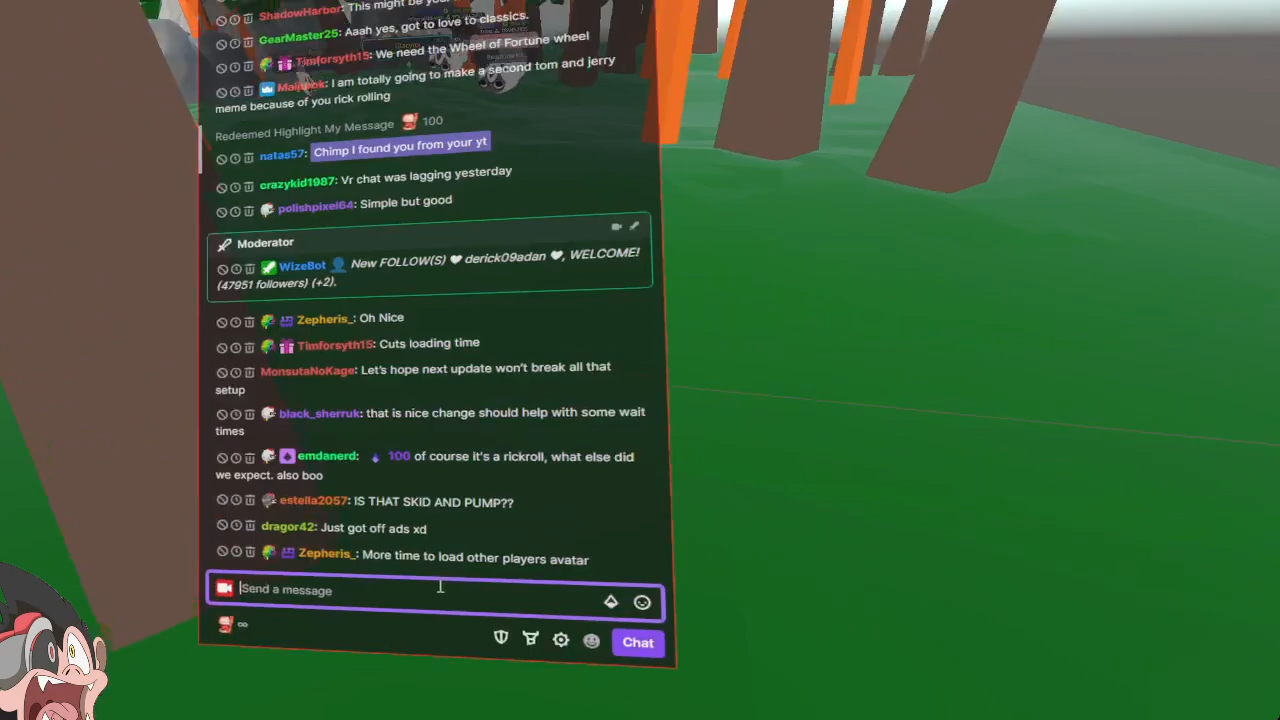 ShadowHarbor: This might be you
GearMaster25: Aaah yes, got to love to classics.
Timforsyth15: We need the Wheel of Fortune wheel
I am totally going to make a second tom and jerry
meme because of you rick rolling
Redeemed Highlight My Message 100
natas57: Chimp I found you from your yt
crazykid1987: Vr chat was lagging yesterday
polishpixel64: Simple but good
Moderator
WizeBot New FOLLOW(S) derick09adan , WELCOME!
(47951 followers) (+2).
Zepheris_: Oh Nice
Timforsyth15: Cuts loading time
MonsutaNoKage: Let's hope next update won't break all that
setup
black_sherruk: that is nice change should help with some wait
times
emdanerd: 100 of course it's a rickroll, what else did
we expect. also boo
estella2057: IS THAT SKID AND PUMP??
dragor42: Just got off ads xd
Zepheris_: More time to load other players avatar
Send a message
∞
Chat